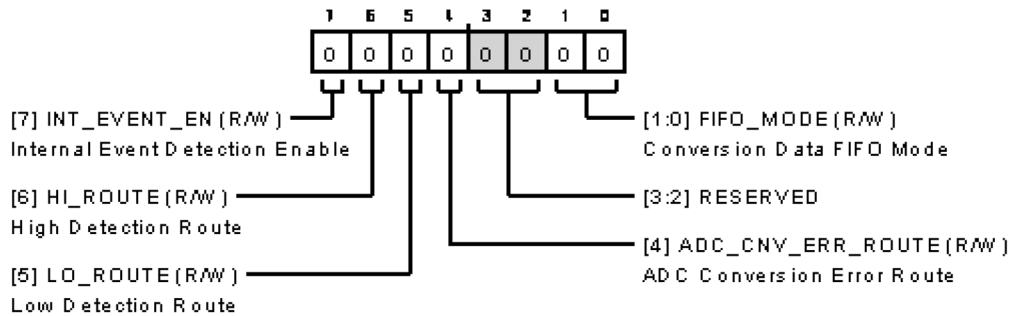 7 6 5 4 3 2 1 0
0 0 0 0 0 0 0 0
[7] INT_EVENT_EN (R/W)
Internal Event Detection Enable
[6] HI_ROUTE (R/W)
High Detection Route
[5] LO_ROUTE (R/W)
Low Detection Route
[1:0] FIFO_MODE (R/W)
Conversion Data FIFO Mode
[3:2] RESERVED
[4] ADC_CNV_ERR_ROUTE (R/W)
ADC Conversion Error Route